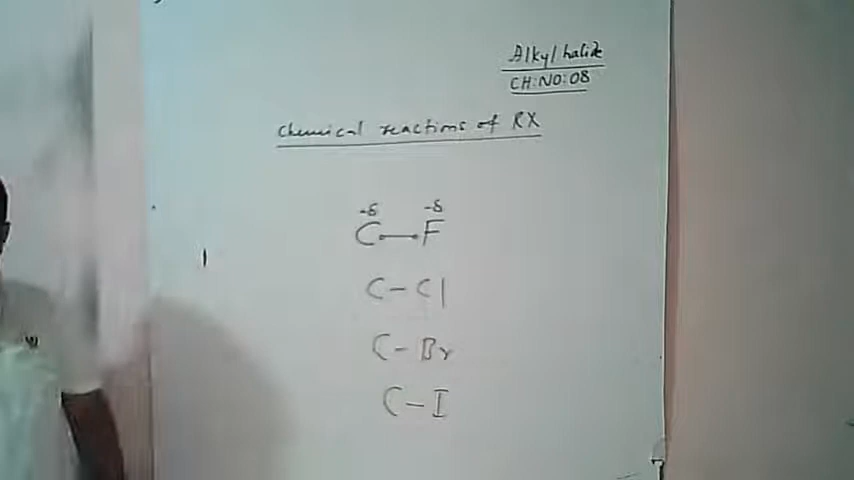 Alkyl halide
CH:NO:08
Chemical reactions of RX
-δ -δ
C—F
C-Cl
C-Br
C-I